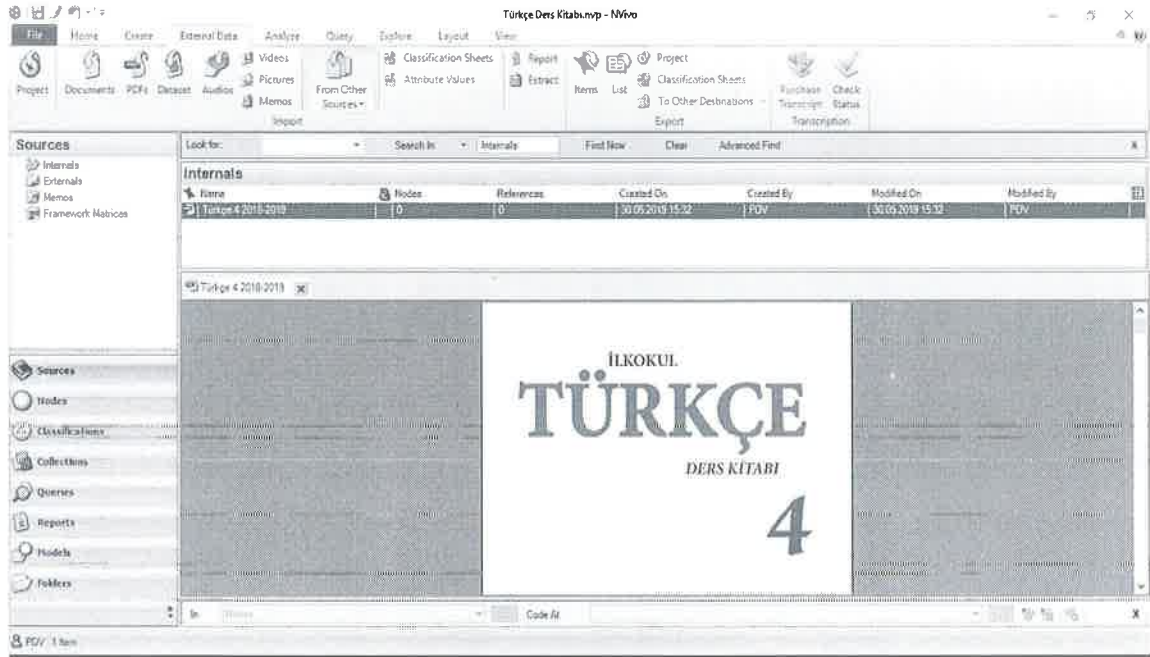 Türkçe Ders Kitabı.nvp - NVivo
File Home Create External Data Analyze Query Explore Layout View
Project Documents PDFs Dataset Audios Videos Pictures Memos From Other Sources Classification Sheets Attribute Values Report Extract Items List Project Classification Sheets To Other Destinations Purchase Transcript Check Status
Import Export Transcription
Sources
Internals
Externals
Memos
Framework Matrices
Look for: Search In Internals Find Now Clear Advanced Find X
Internals
Name Nodes References Created On Created By Modified On Modified By
Türkçe 4 2018-2019 0 0 30.05.2019 15:32 PDV 30.05.2019 15:32 PDV
Türkçe 4 2018-2019 x
İLKOKUL
TÜRKÇE
DERS KİTABI
4
Sources
Nodes
Classifications
Collections
Queries
Reports
Models
Folders
In Code At X
PDV 1 Item